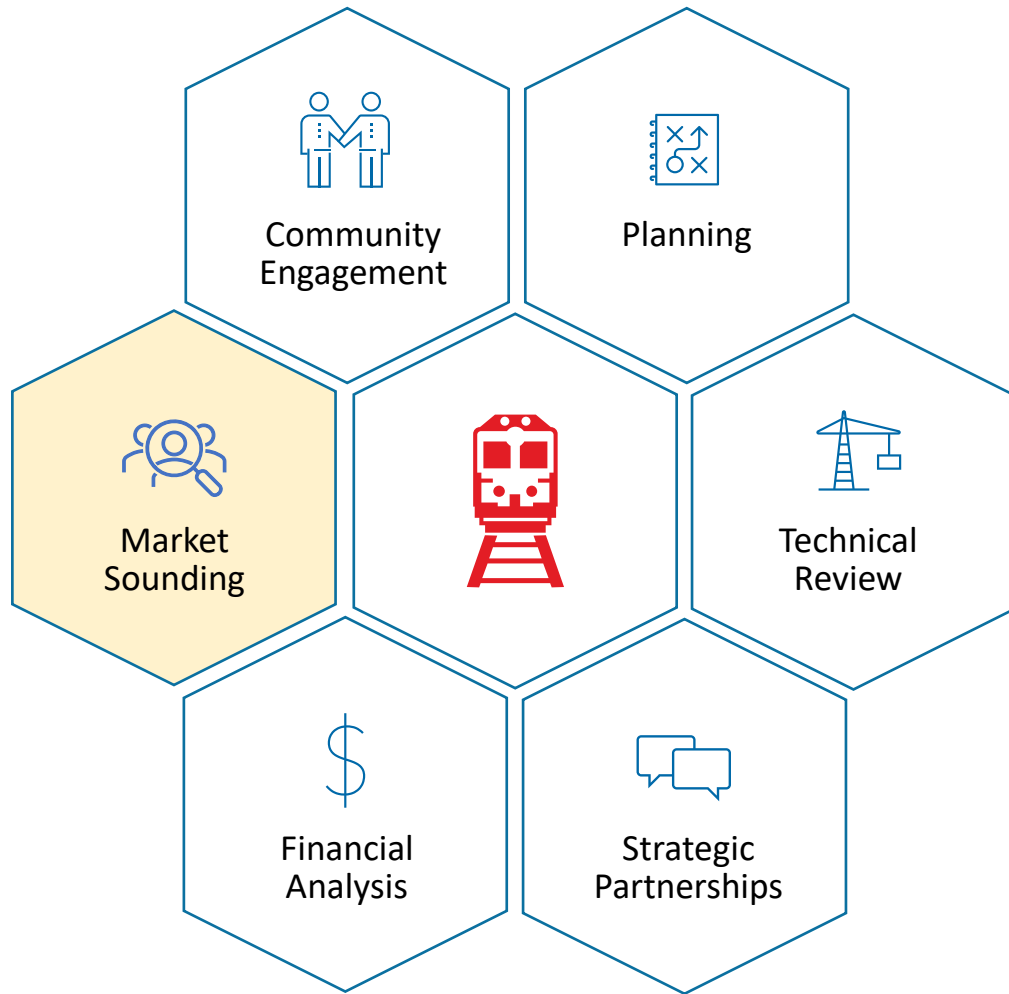 Community
Engagement
Planning
Market
Sounding
Technical
Review
Financial
Analysis
Strategic
Partnerships